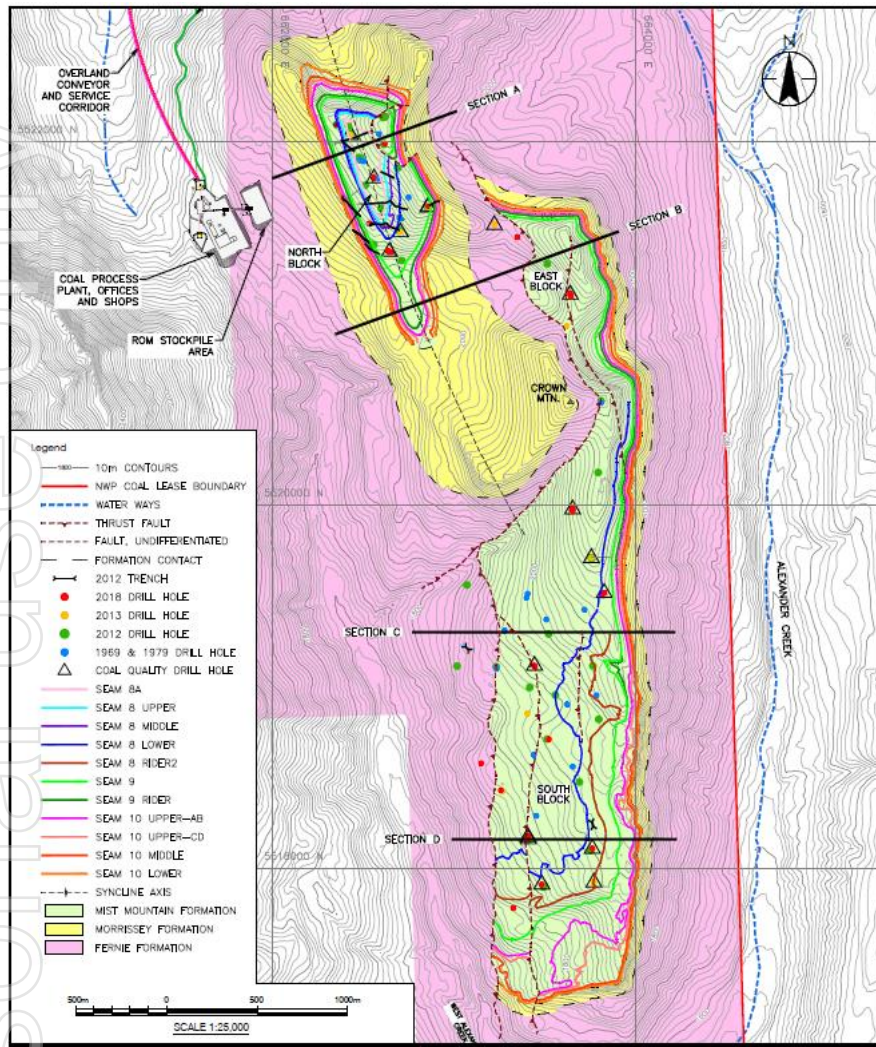 662000 E
664000 E
N
OVERLAND
CONVEYOR
AND SERVICE
CORRIDOR
5522000 N
SECTION A
SECTION B
NORTH
BLOCK
EAST
BLOCK
COAL PROCESS
PLANT, OFFICES
AND SHOPS
ROM STOCKPILE
AREA
CROWN
MTN.
5520000 N
ALEXANDER CREEK
SECTION C
SOUTH
BLOCK
SECTION D
5518000 N
Legend
10m CONTOURS
NWP COAL LEASE BOUNDARY
WATER WAYS
THRUST FAULT
FAULT, UNDIFFERENTIATED
FORMATION CONTACT
2012 TRENCH
2018 DRILL HOLE
2013 DRILL HOLE
2012 DRILL HOLE
1969 & 1979 DRILL HOLE
COAL QUALITY DRILL HOLE
SEAM 8A
SEAM 8 UPPER
SEAM 8 MIDDLE
SEAM 8 LOWER
SEAM 8 RIDER2
SEAM 9
SEAM 9 RIDER
SEAM 10 UPPER-AB
SEAM 10 UPPER-CD
SEAM 10 MIDDLE
SEAM 10 LOWER
SYNCLINE AXIS
MIST MOUNTAIN FORMATION
MORRISSEY FORMATION
FERNIE FORMATION
500m 0 500 1000m
SCALE 1:25,000